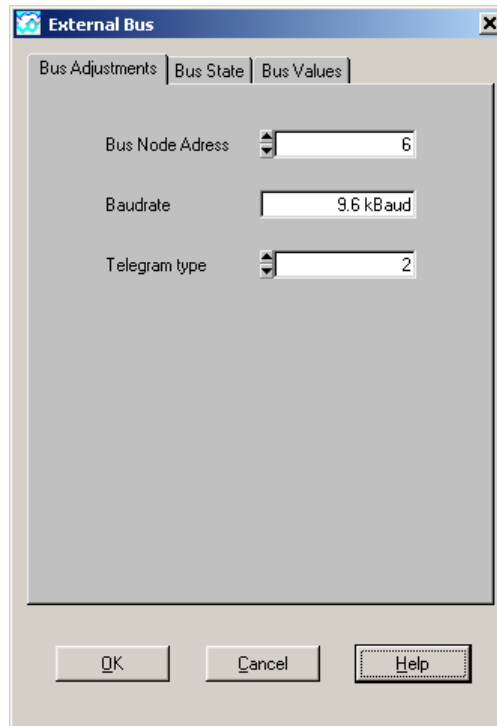 External Bus
Bus Adjustments Bus State Bus Values
Bus Node Adress 6
Baudrate 9.6 kBaud
Telegram type 2
OK Cancel Help